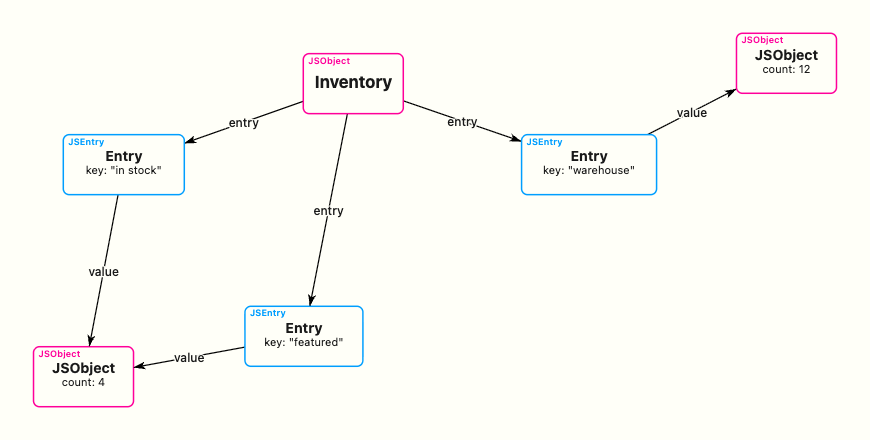 JSObject
JSObject
count: 12
JSObject
Inventory
entry
entry
value
JSEntry
Entry
key: "in stock"
JSEntry
Entry
key: "warehouse"
entry
value
JSEntry
Entry
key: "featured"
value
JSObject
JSObject
count: 4